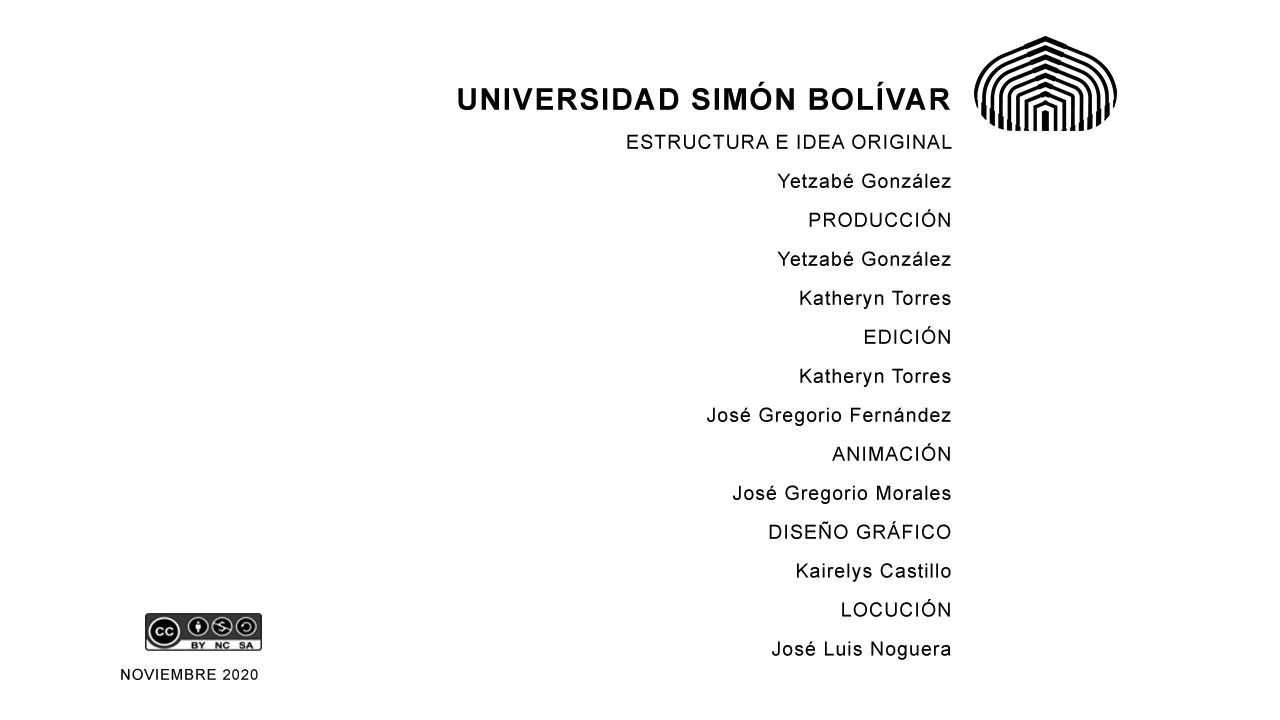 UNIVERSIDAD SIMÓN BOLÍVAR
ESTRUCTURA E IDEA ORIGINAL
Yetzabé González
PRODUCCIÓN
Yetzabé González
Katheryn Torres
EDICIÓN
Katheryn Torres
José Gregorio Fernández
ANIMACIÓN
José Gregorio Morales
DISEÑO GRÁFICO
Kairelys Castillo
LOCUCIÓN
José Luis Noguera
CC
BY NC SA
NOVIEMBRE 2020